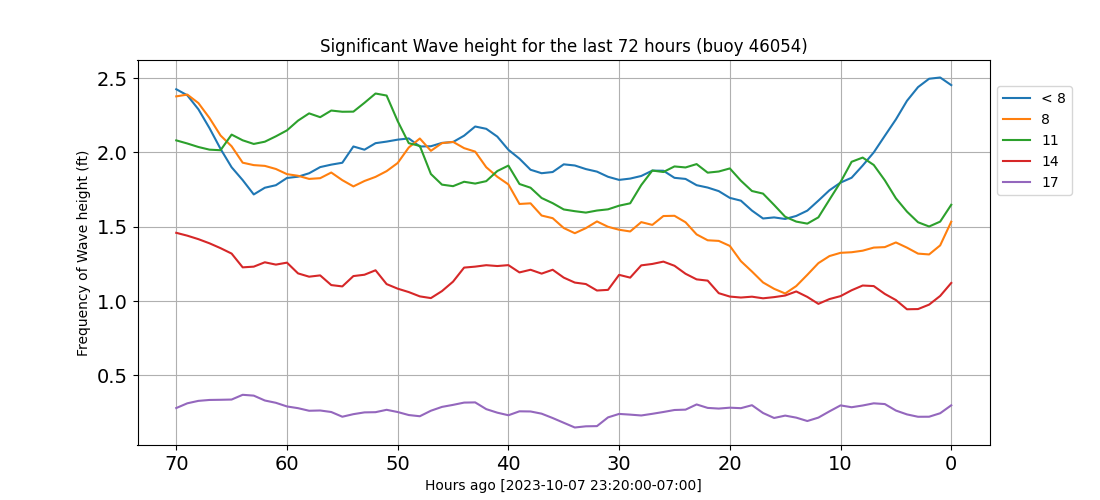 Significant Wave height for the last 72 hours (buoy 46054)
Frequency of Wave height (ft)
2.5
2.0
1.5
1.0
0.5
70 60 50 40 30 20 10 0
Hours ago [2023-10-07 23:20:00-07:00]
< 8
8
11
14
17